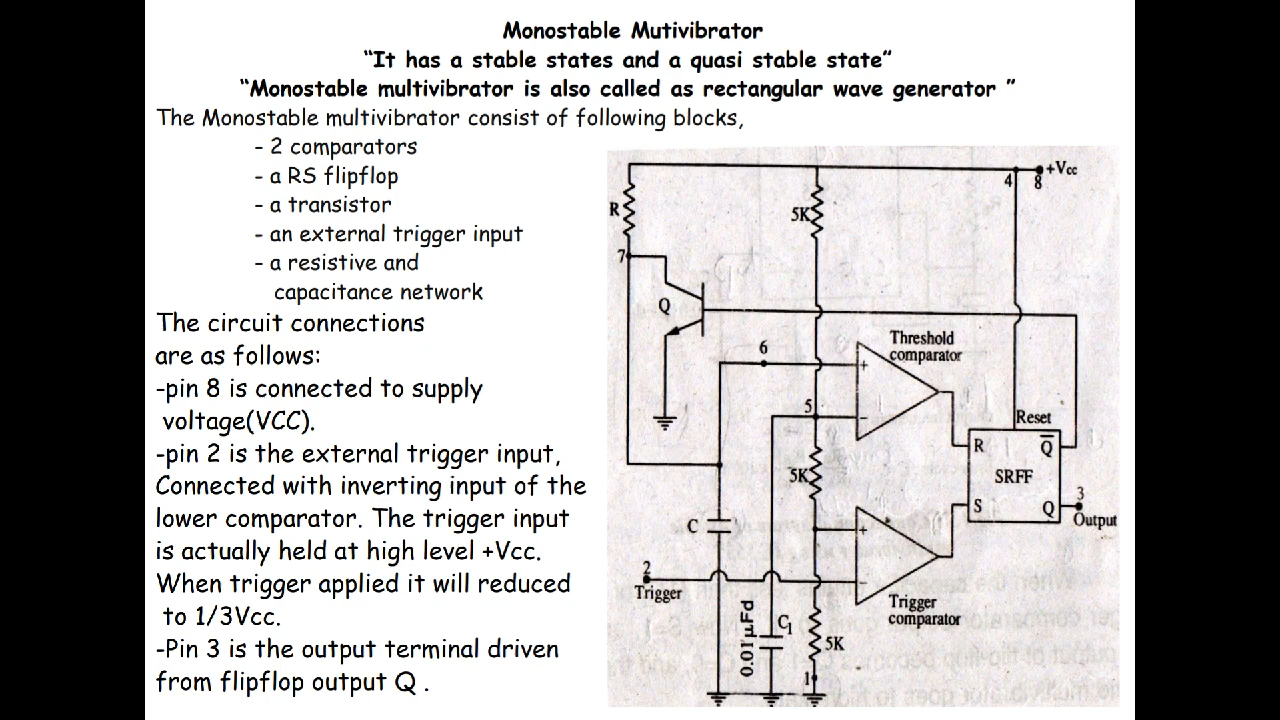 Monostable Mutivibrator
“It has a stable states and a quasi stable state”
“Monostable multivibrator is also called as rectangular wave generator ”
The Monostable multivibrator consist of following blocks,
- 2 comparators
- a RS flipflop
- a transistor
- an external trigger input
- a resistive and
capacitance network
The circuit connections
are as follows:
-pin 8 is connected to supply
voltage(VCC).
-pin 2 is the external trigger input,
Connected with inverting input of the
lower comparator. The trigger input
is actually held at high level +Vcc.
When trigger applied it will reduced
to 1/3Vcc.
-Pin 3 is the output terminal driven
from flipflop output Q .
+Vcc
4
8
R
5K
7
Q
6
Threshold
comparator
+
-
5
Reset
R
Q̅
SRFF
S
Q
3
Output
5K
C
+
-
2
Trigger
Trigger
comparator
0.01 µFd
C1
5K
1